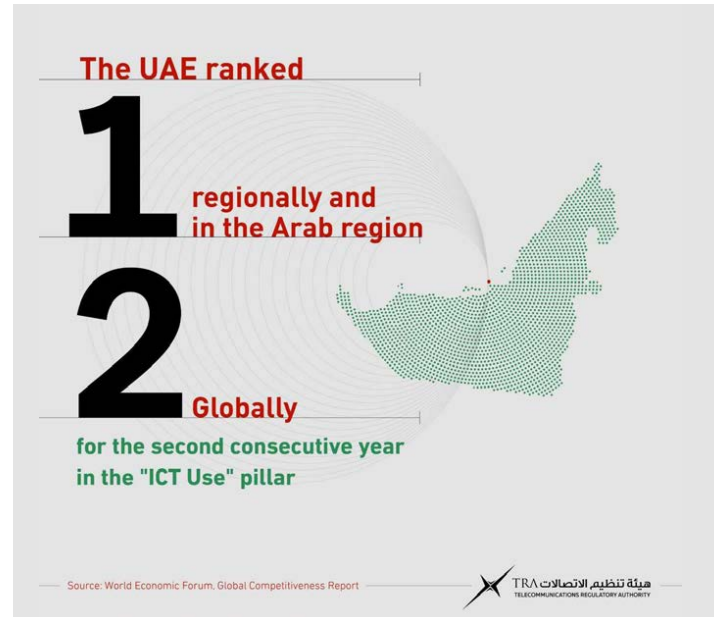 The UAE ranked
1
regionally and
in the Arab region
2
Globally
for the second consecutive year
in the "ICT Use" pillar
Source: World Economic Forum, Global Competitiveness Report
TRA هيئة تنظيم الاتصالات
TELECOMMUNICATIONS REGULATORY AUTHORITY